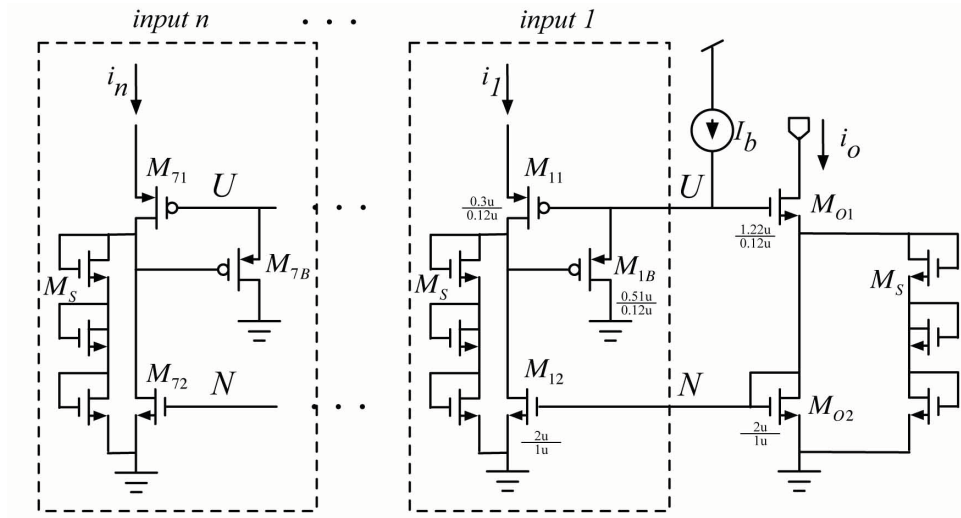 input n
. . .
input 1
i_n
i_1
I_b
i_o
M_71
U
. . .
M_11
0.3u
0.12u
U
M_O1
1.22u
0.12u
M_S
M_7B
M_S
M_1B
0.51u
0.12u
M_S
M_72
N
. . .
M_12
2u
1u
N
M_O2
2u
1u